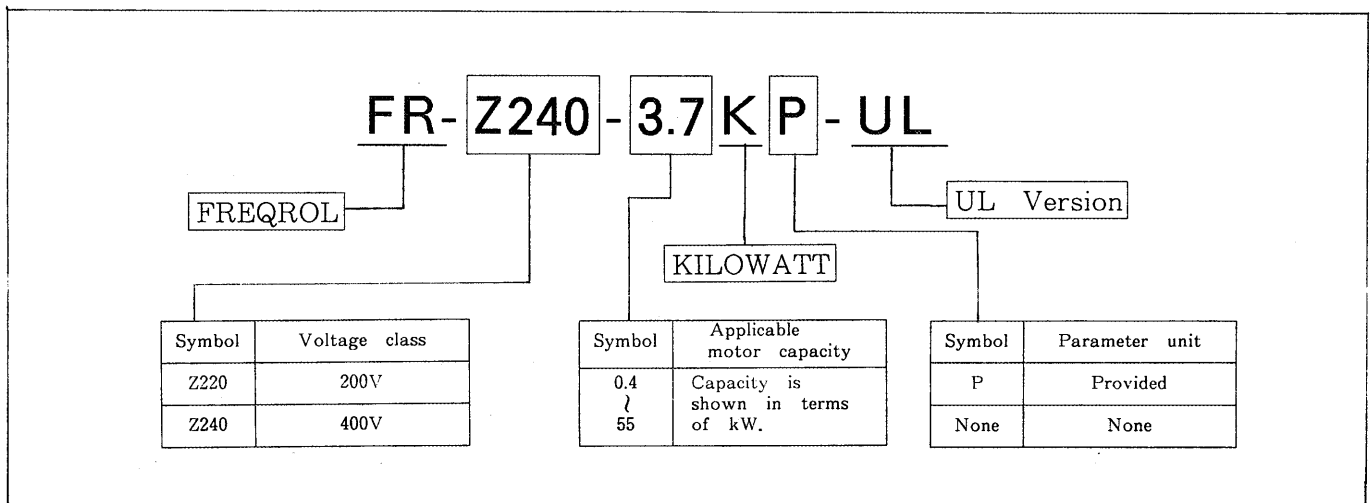 FR-Z240-3.7KP-UL
FREQROL
UL Version
KILOWATT
Symbol Voltage class
Z220 200V
Z240 400V
Symbol Applicable motor capacity
0.4 ≀ 55 Capacity is shown in terms of kW.
Symbol Parameter unit
P Provided
None None